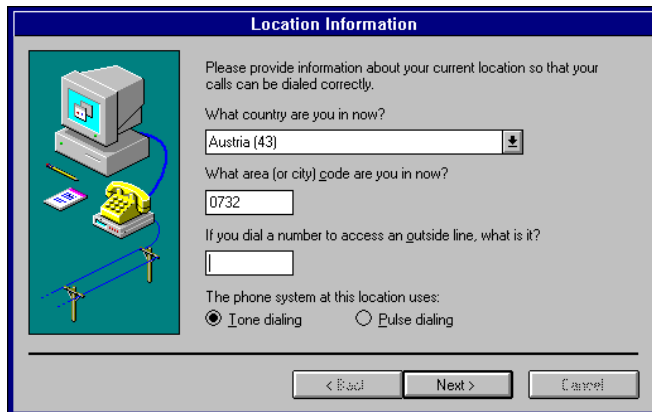 Location Information
Please provide information about your current location so that your
calls can be dialed correctly.
What country are you in now?
Austria (43)
What area (or city) code are you in now?
0732
If you dial a number to access an outside line, what is it?
The phone system at this location uses:
Tone dialing Pulse dialing
< Back Next > Cancel